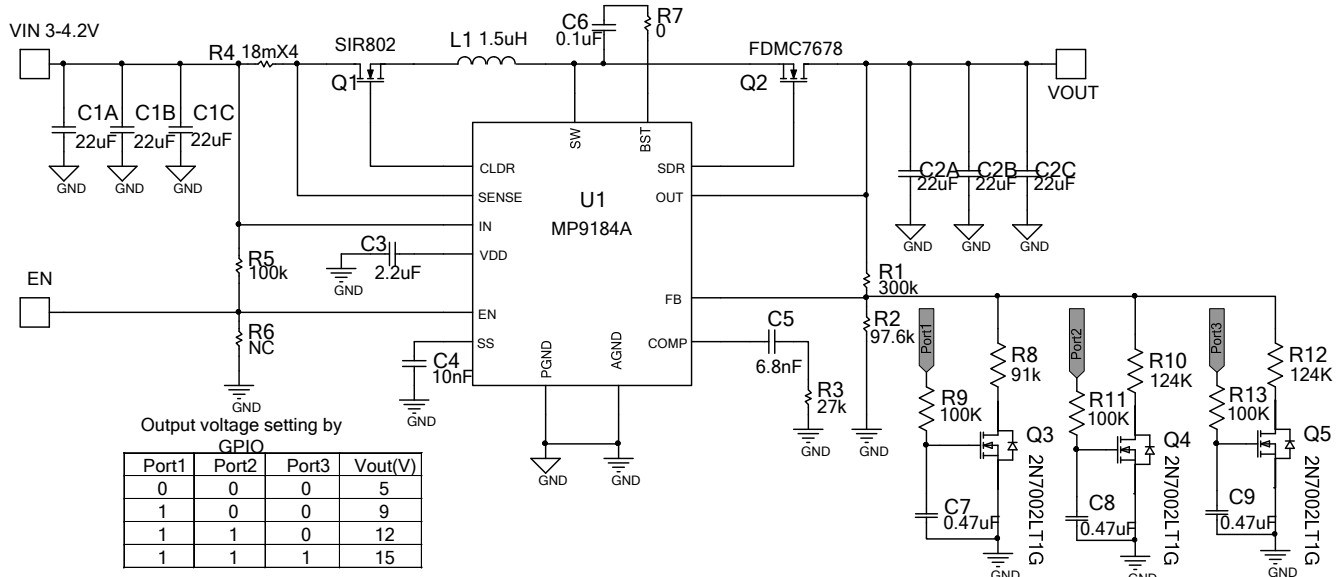 VIN 3-4.2V
R4 18mX4
SIR802
Q1
L1 1.5uH
C6
0.1uF
R7
0
FDMC7678
Q2
VOUT
C1A
22uF
C1B
22uF
C1C
22uF
GND
GND
GND
C2A
22uF
C2B
22uF
C2C
22uF
GND
GND
GND
SW
BST
CLDR
SENSE
IN
VDD
EN
SS
PGND
AGND
SDR
OUT
FB
COMP
U1
MP9184A
C3
2.2uF
GND
R5
100k
EN
R6
NC
GND
C4
10nF
GND
GND
GND
C5
6.8nF
R3
27k
GND
R1
300k
R2
97.6k
GND
Port1
R9
100K
R8
91k
Q3
2N7002LT1G
C7
0.47uF
GND
Port2
R11
100K
R10
124K
Q4
2N7002LT1G
C8
0.47uF
GND
Port3
R13
100K
R12
124K
Q5
2N7002LT1G
C9
0.47uF
GND
Output voltage setting by
GPIO
Port1 Port2 Port3 Vout(V)
0 0 0 5
1 0 0 9
1 1 0 12
1 1 1 15